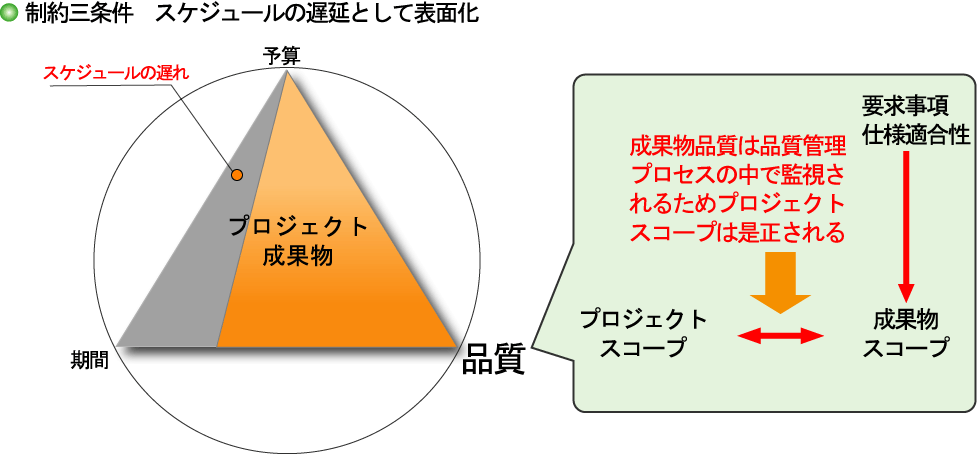 制約三条件　スケジュールの遅延として表面化
予算
スケジュールの遅れ
プロジェクト
成果物
期間
品質
要求事項
仕様適合性
成果物品質は品質管理
プロセスの中で監視さ
れるためプロジェクト
スコープは是正される
プロジェクト
スコープ
成果物
スコープ